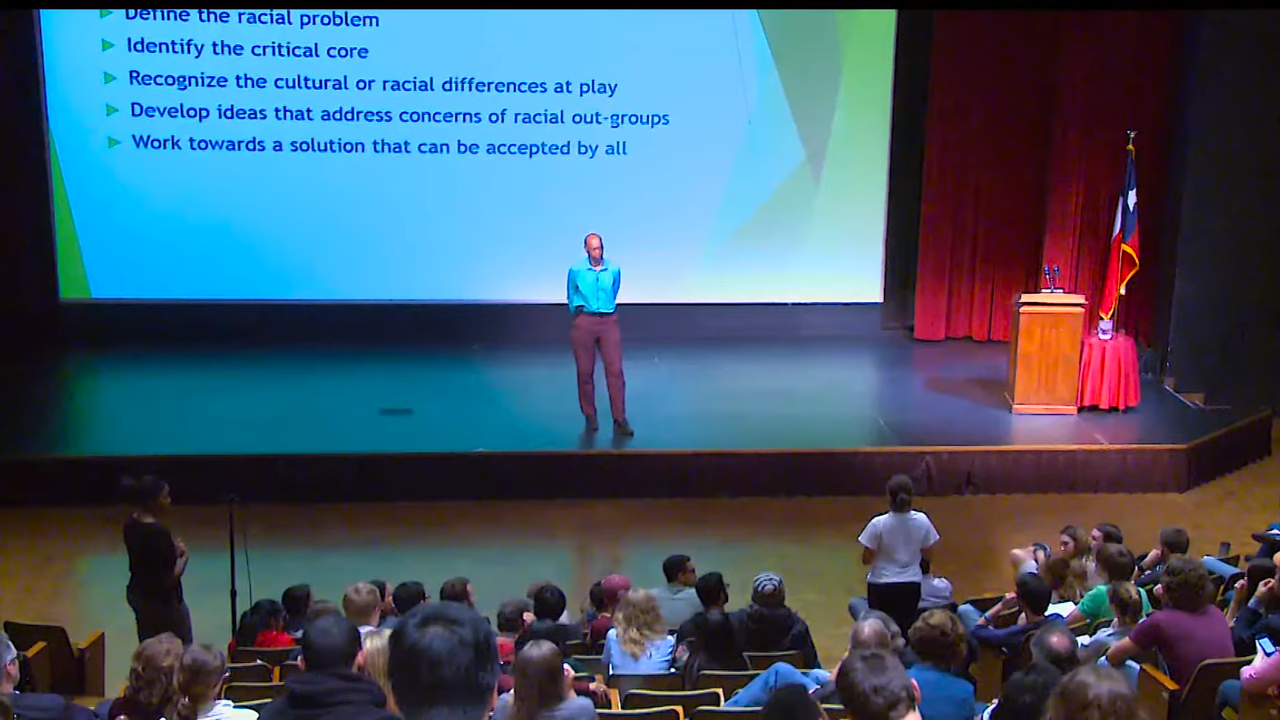 Define the racial problem
Identify the critical core
Recognize the cultural or racial differences at play
Develop ideas that address concerns of racial out-groups
Work towards a solution that can be accepted by all